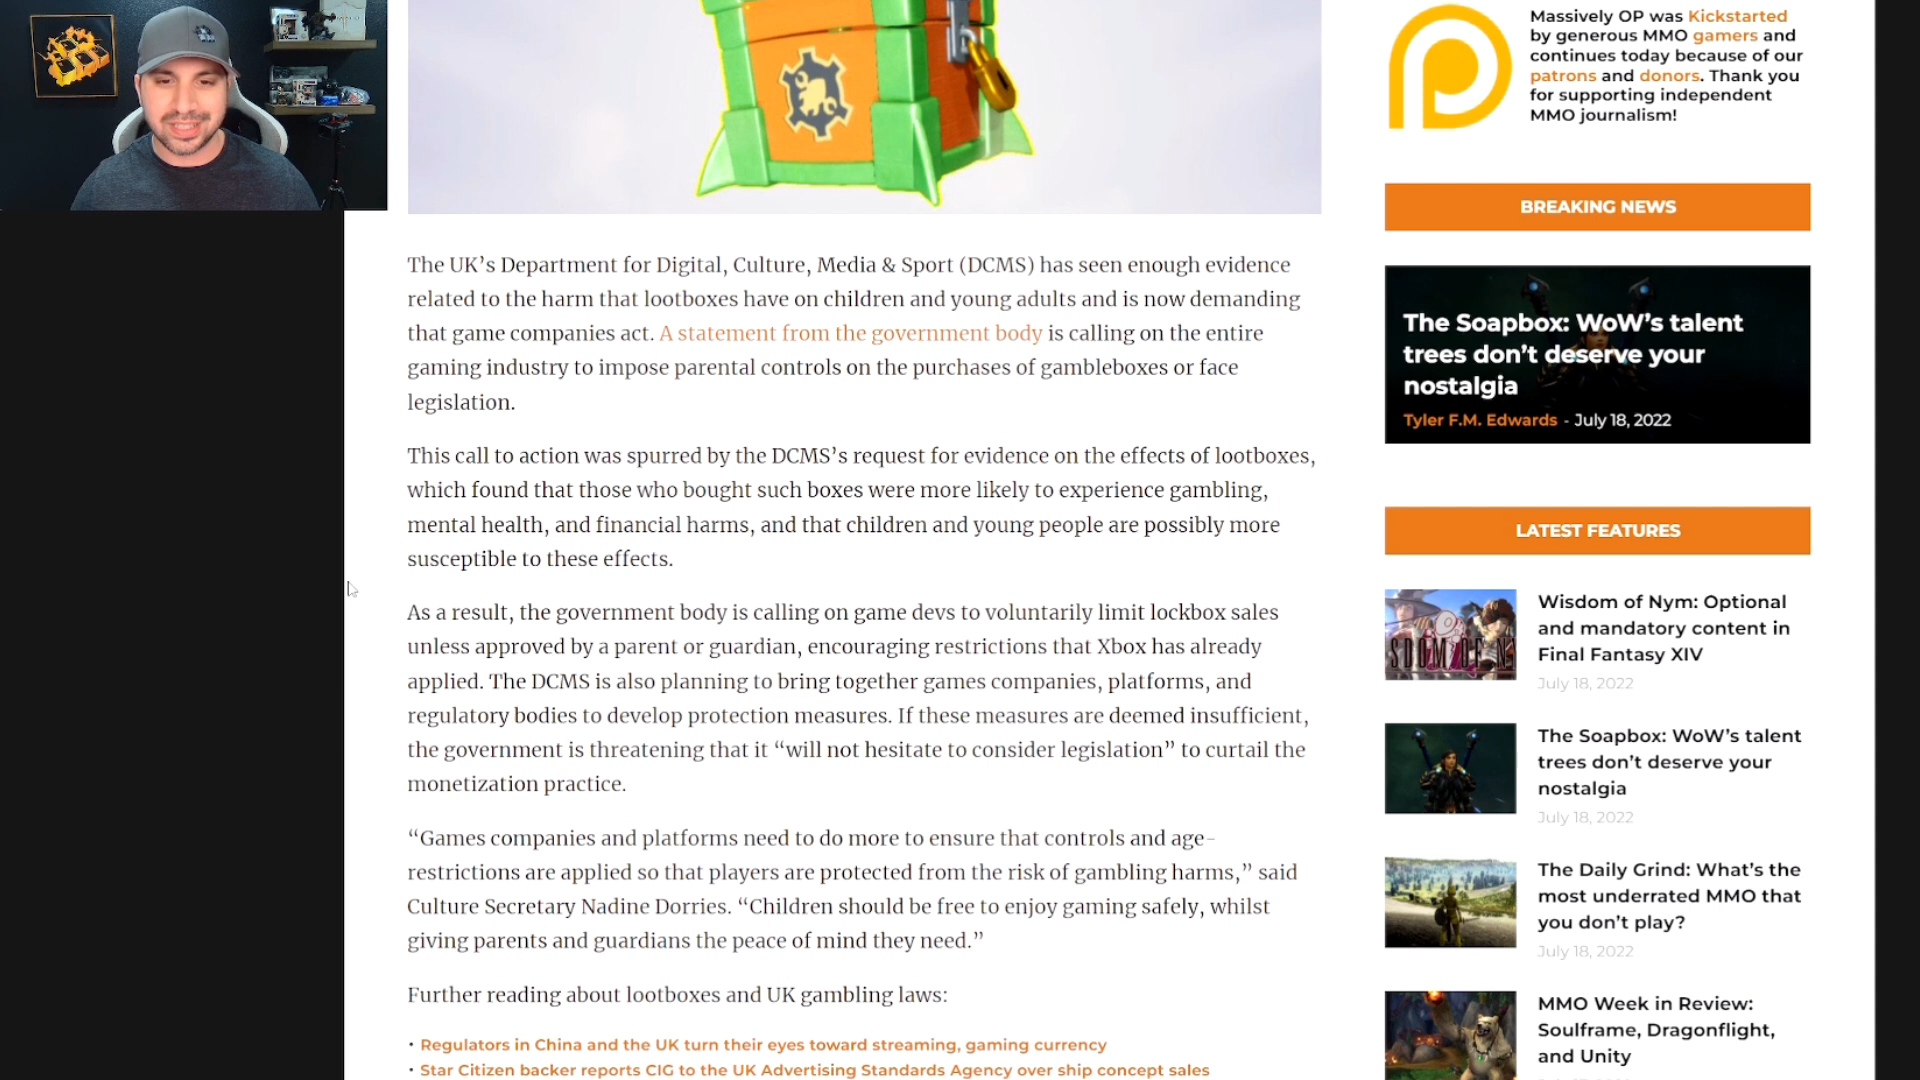 The UK’s Department for Digital, Culture, Media & Sport (DCMS) has seen enough evidence
related to the harm that lootboxes have on children and young adults and is now demanding
that game companies act. A statement from the government body is calling on the entire
gaming industry to impose parental controls on the purchases of gambleboxes or face
legislation.
This call to action was spurred by the DCMS’s request for evidence on the effects of lootboxes,
which found that those who bought such boxes were more likely to experience gambling,
mental health, and financial harms, and that children and young people are possibly more
susceptible to these effects.
As a result, the government body is calling on game devs to voluntarily limit lockbox sales
unless approved by a parent or guardian, encouraging restrictions that Xbox has already
applied. The DCMS is also planning to bring together games companies, platforms, and
regulatory bodies to develop protection measures. If these measures are deemed insufficient,
the government is threatening that it “will not hesitate to consider legislation” to curtail the
monetization practice.
“Games companies and platforms need to do more to ensure that controls and age-
restrictions are applied so that players are protected from the risk of gambling harms,” said
Culture Secretary Nadine Dorries. “Children should be free to enjoy gaming safely, whilst
giving parents and guardians the peace of mind they need.”
Further reading about lootboxes and UK gambling laws:
• Regulators in China and the UK turn their eyes toward streaming, gaming currency
• Star Citizen backer reports CIG to the UK Advertising Standards Agency over ship concept sales
Massively OP was Kickstarted
by generous MMO gamers and
continues today because of our
patrons and donors. Thank you
for supporting independent
MMO journalism!
BREAKING NEWS
The Soapbox: WoW’s talent
trees don’t deserve your
nostalgia
Tyler F.M. Edwards - July 18, 2022
LATEST FEATURES
Wisdom of Nym: Optional
and mandatory content in
Final Fantasy XIV
July 18, 2022
The Soapbox: WoW’s talent
trees don’t deserve your
nostalgia
July 18, 2022
The Daily Grind: What’s the
most underrated MMO that
you don’t play?
July 18, 2022
MMO Week in Review:
Soulframe, Dragonflight,
and Unity